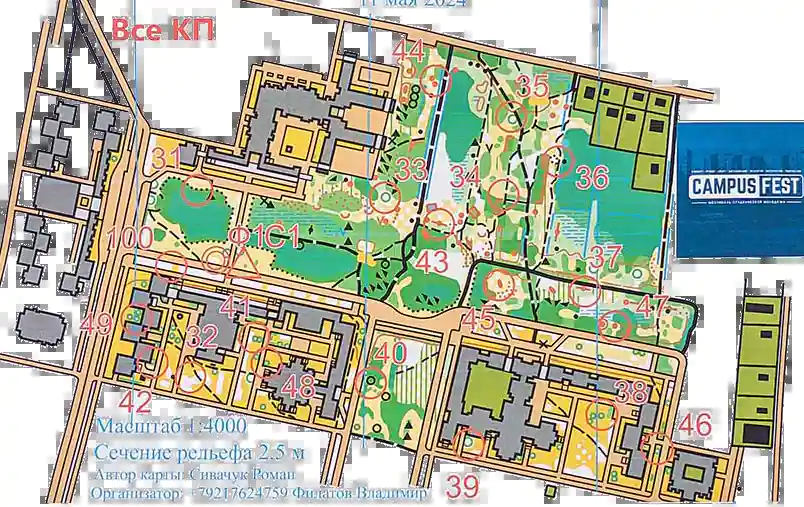 11 мая 2024
Все КП
44
35
31
33
34
36
CAMPUS FEST
100
Ф1
С1
43
37
41
45
47
49
32
40
48
38
42
46
39
Масштаб 1:4000
Сечение рельефа 2.5 м
Автор карты: Сивачук Роман
Организатор: +79217624759 Филатов Владимир